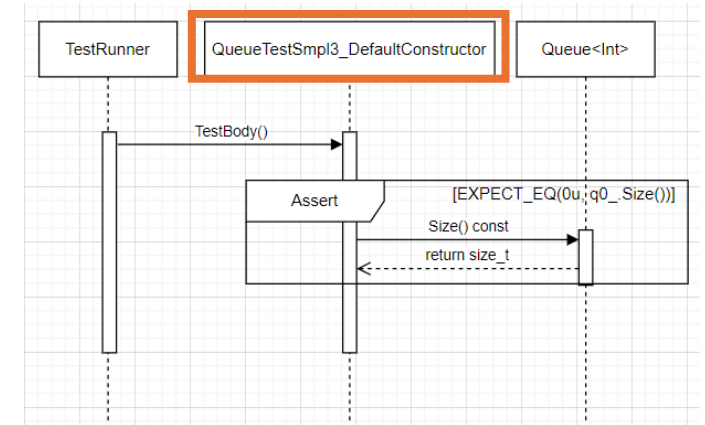 TestRunner
QueueTestSmpl3_DefaultConstructor
Queue<Int>
TestBody()
Assert
[EXPECT_EQ(0u, q0_.Size())]
Size() const
return size_t